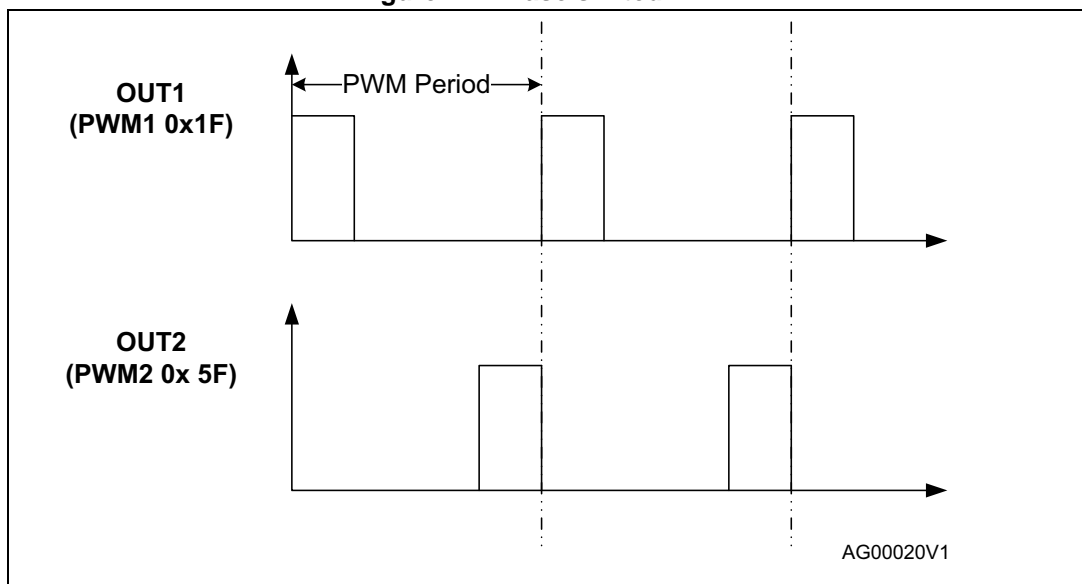 OUT1
(PWM1 0x1F)
PWM Period
OUT2
(PWM2 0x 5F)
AG00020V1